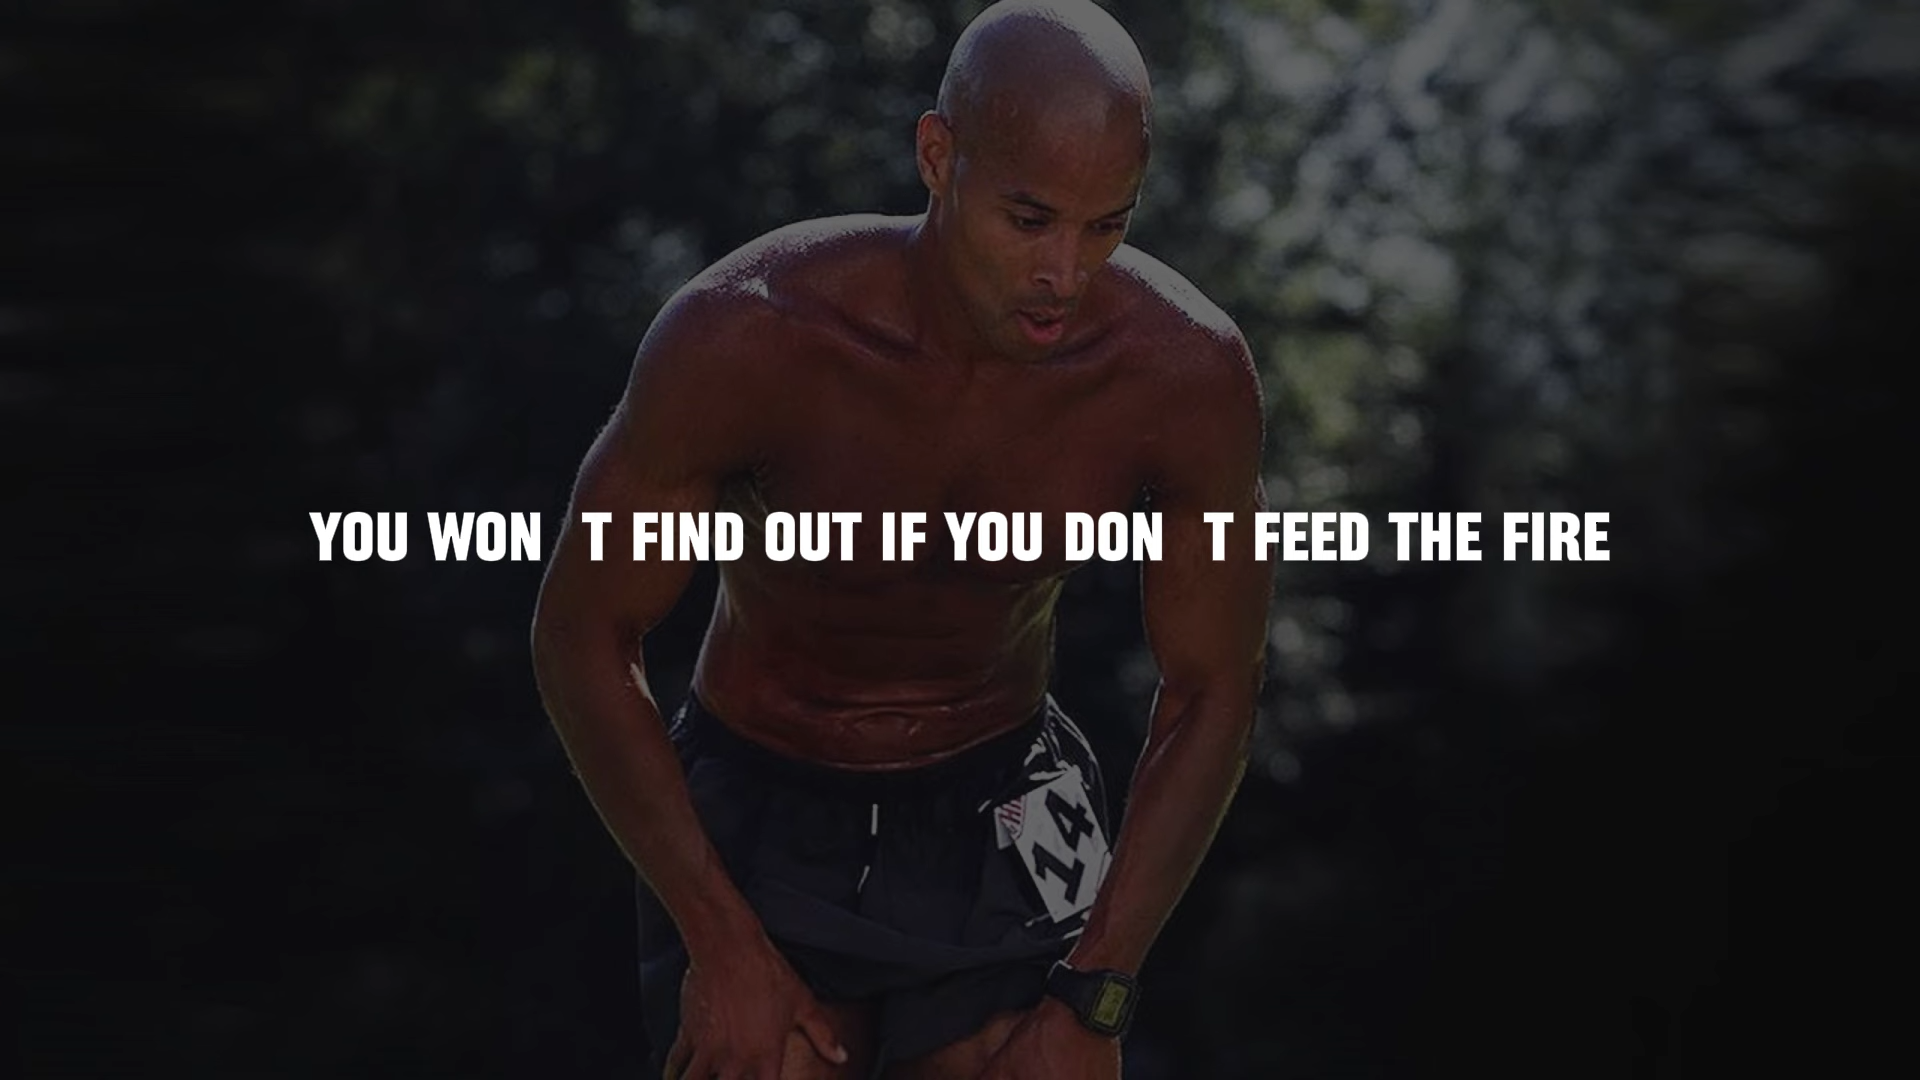 YOU WON T FIND OUT IF YOU DON T FEED THE FIRE
14